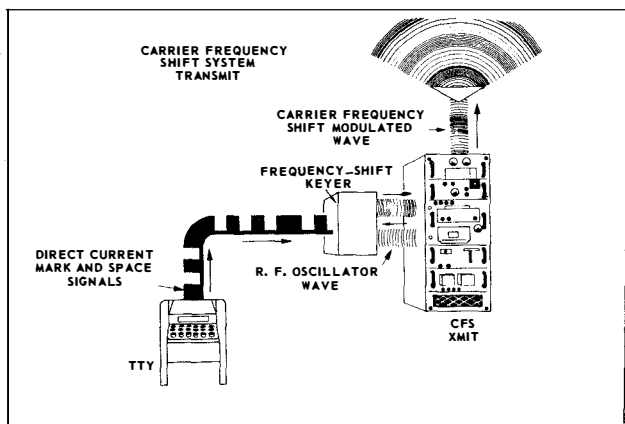 CARRIER FREQUENCY
SHIFT SYSTEM
TRANSMIT
CARRIER FREQUENCY
SHIFT MODULATED
WAVE
FREQUENCY-SHIFT
KEYER
DIRECT CURRENT
MARK AND SPACE
SIGNALS
R. F. OSCILLATOR
WAVE
CFS
XMIT
TTY